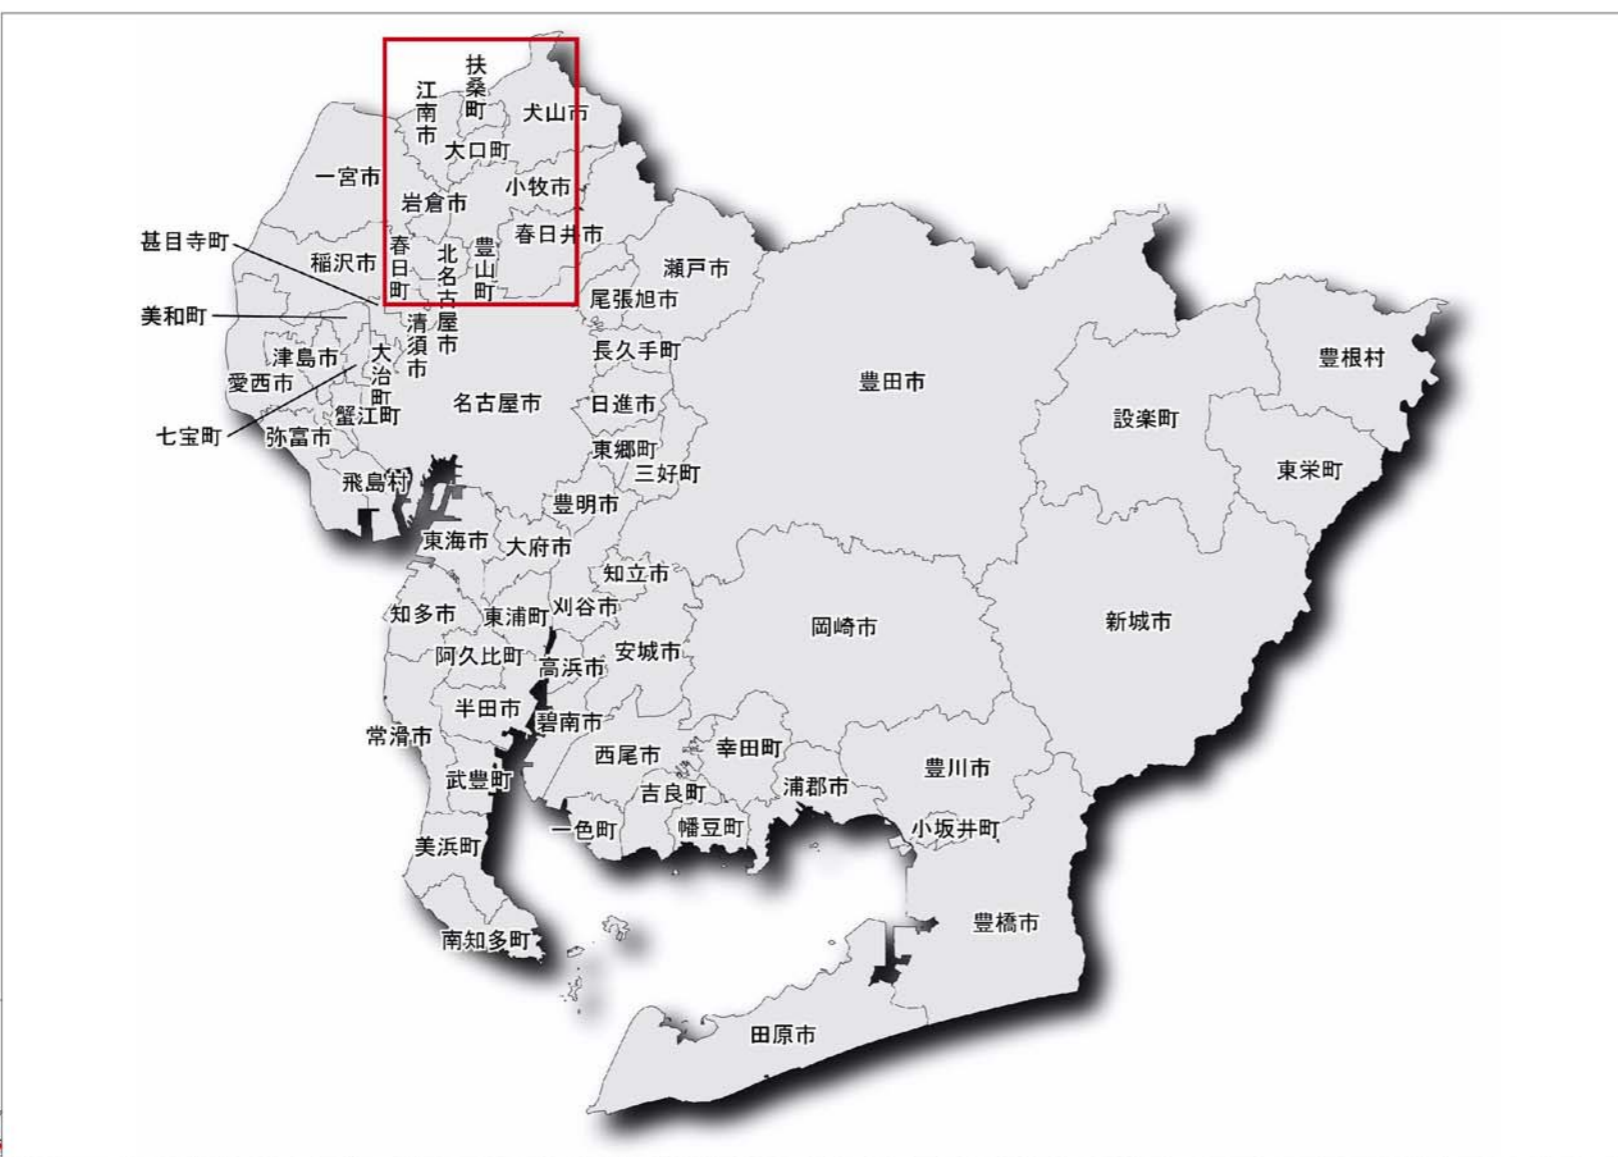 扶桑町
江南市
犬山市
大口町
一宮市
小牧市
岩倉市
春日井市
甚目寺町
稲沢市
春日町
北名古屋市
豊山町
瀬戸市
尾張旭市
美和町
清須市
津島市
大治町
長久手町
豊根村
愛西市
豊田市
名古屋市
日進市
蟹江町
設楽町
七宝町
弥富市
東郷町
三好町
東栄町
飛島村
豊明市
東海市
大府市
知立市
知多市
東浦町
刈谷市
岡崎市
新城市
阿久比町
高浜市
安城市
半田市
碧南市
常滑市
西尾市
幸田町
豊川市
武豊町
吉良町
浦郡市
一色町
幡豆町
小坂井町
美浜町
豊橋市
南知多町
田原市